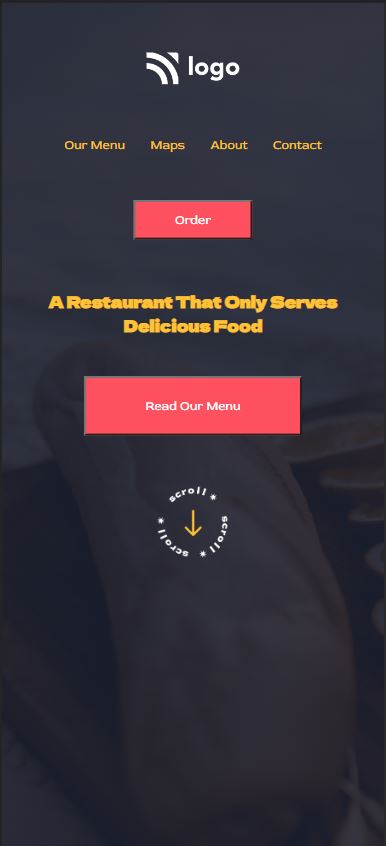 logo
Our Menu Maps About Contact
Order
A Restaurant That Only Serves
Delicious Food
Read Our Menu
scroll * scroll * scroll *